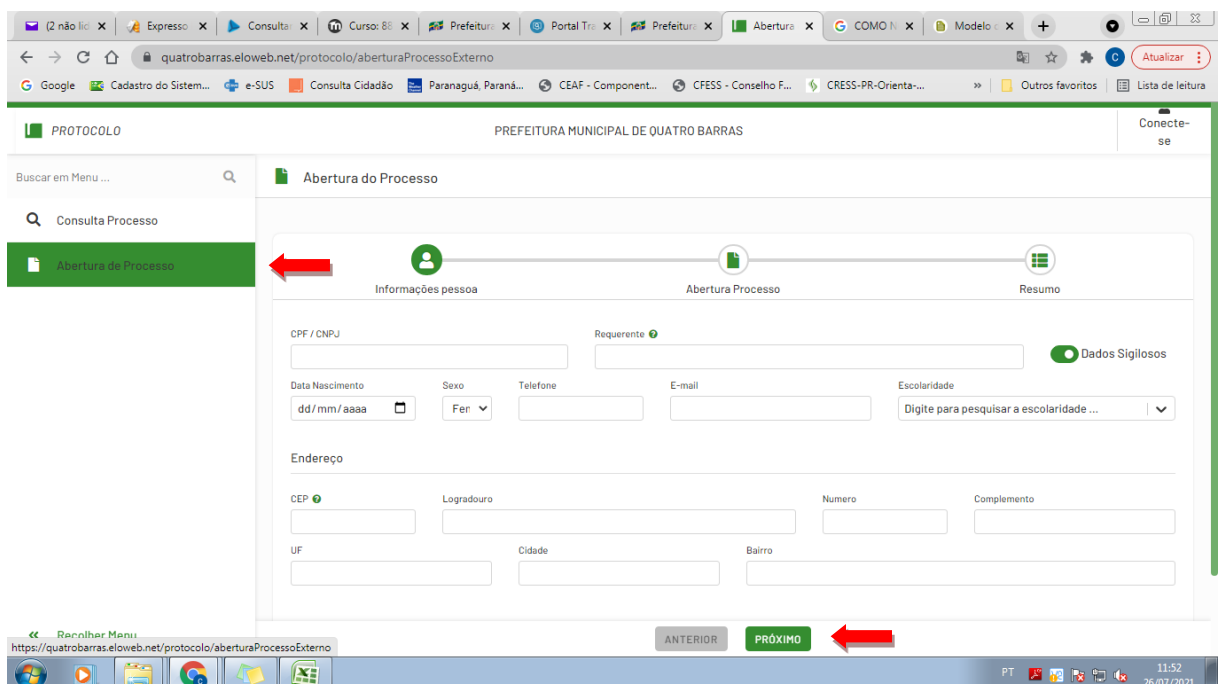 (2 não lid
Expresso
Consulta
Curso: 88
Prefeitura
Portal Tra
Prefeitura
Abertura
COMO N
Modelo d
quatrobarras.eloweb.net/protocolo/aberturaProcessoExterno
C
Atualizar
Google
Cadastro do Sistem...
e-SUS
Consulta Cidadão
Paranaguá, Paraná...
CEAF - Component...
CFESS - Conselho F...
CRESS-PR-Orienta-...
»
Outros favoritos
Lista de leitura
PROTOCOLO
PREFEITURA MUNICIPAL DE QUATRO BARRAS
Conecte-
se
Buscar em Menu ...
Abertura do Processo
Consulta Processo
Abertura de Processo
Informações pessoa
Abertura Processo
Resumo
CPF / CNPJ
Requerente
Dados Sigilosos
Data Nascimento
Sexo
Telefone
E-mail
Escolaridade
dd/mm/aaaa
Fer
Digite para pesquisar a escolaridade ...
Endereço
CEP
Logradouro
Numero
Complemento
UF
Cidade
Bairro
Recolher Menu
ANTERIOR
PRÓXIMO
https://quatrobarras.eloweb.net/protocolo/aberturaProcessoExterno
PT
11:52
26/07/2021